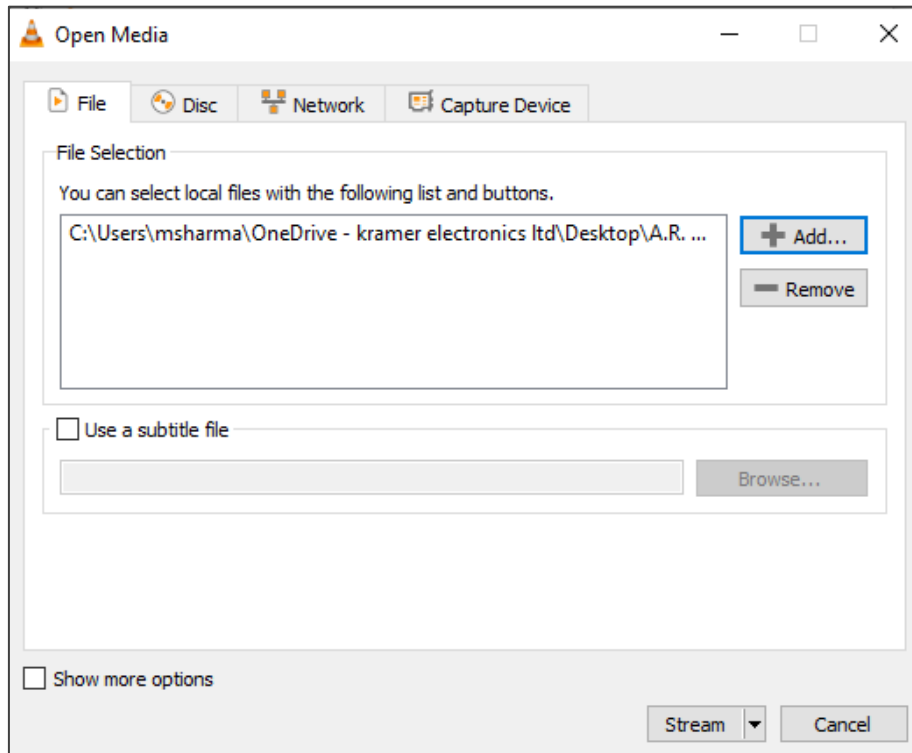 Open Media
File Disc Network Capture Device
File Selection
You can select local files with the following list and buttons.
C:\Users\msharma\OneDrive - kramer electronics ltd\Desktop\A.R. ...
Add...
Remove
Use a subtitle file
Browse...
Show more options
Stream Cancel